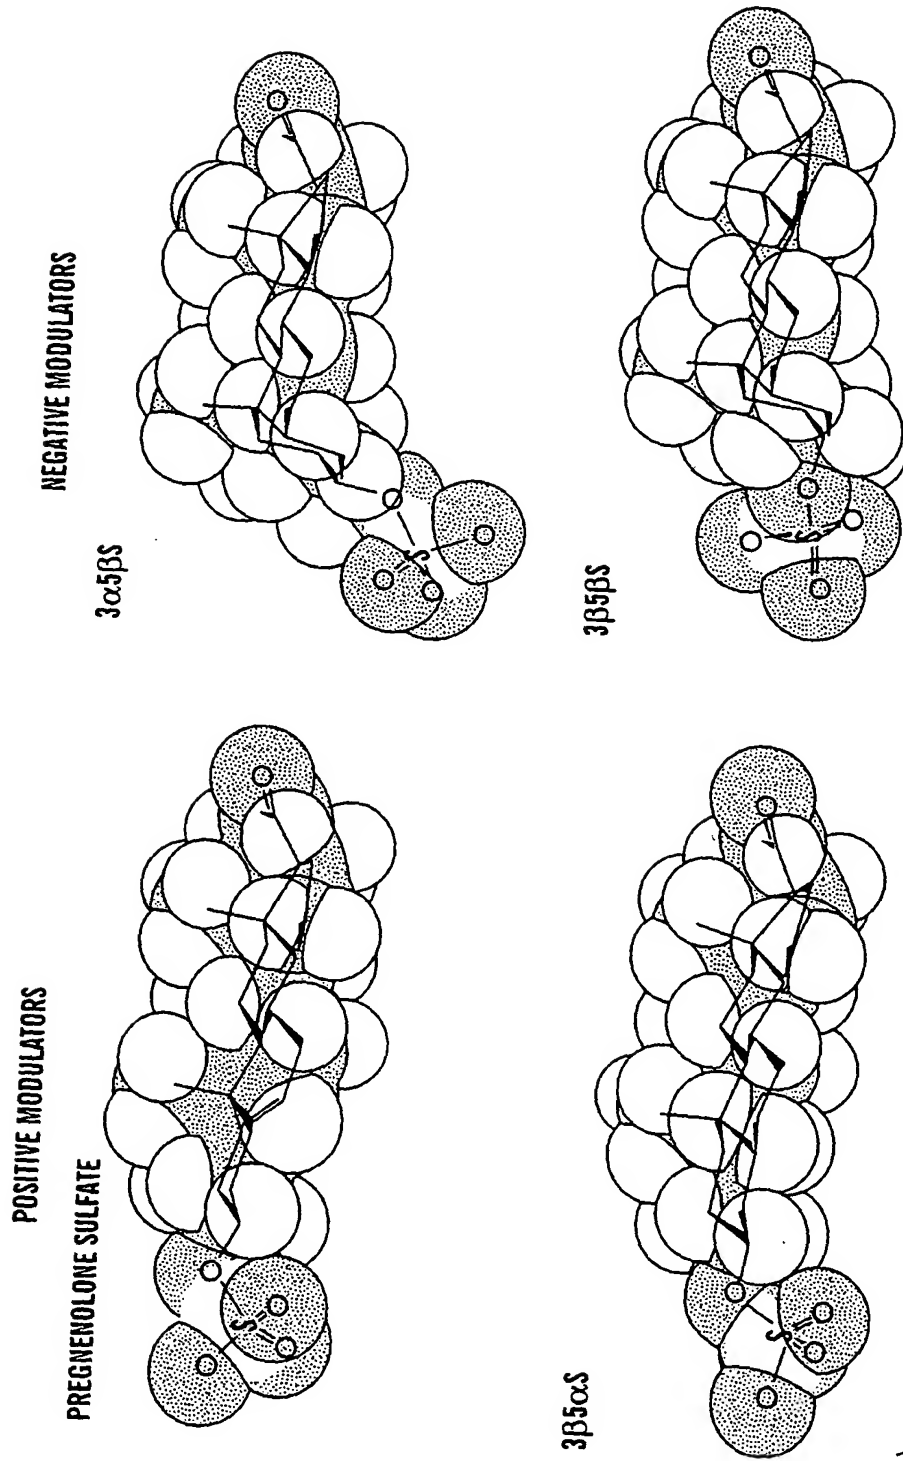 POSITIVE MODULATORS
PREGNENOLONE SULFATE
O
S
O
O
O
O
3β5αS
O
S
O
O
O
O
NEGATIVE MODULATORS
3α5βS
O
S
O
O
O
O
3β5βS
O
S
O
O
O
O